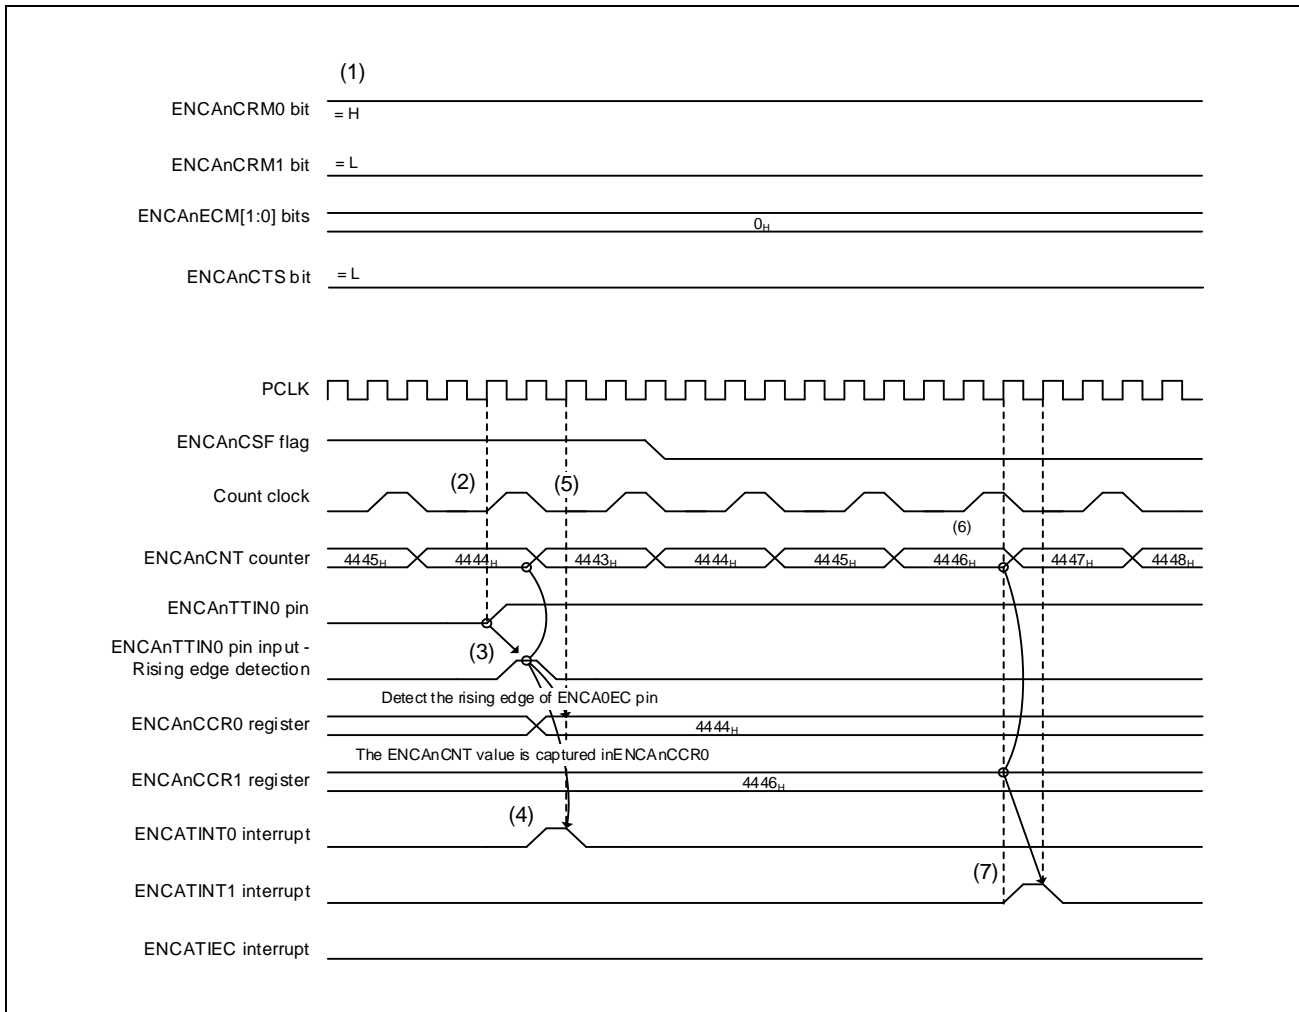 (1)
ENCAnCRM0 bit
= H
ENCAnCRM1 bit
= L
ENCAnECM[1:0] bits
0H
ENCAnCTS bit
= L
PCLK
ENCAnCSF flag
(2)
(5)
Count clock
(6)
ENCAnCNT counter
4445H 4444H 4443H 4444H 4445H 4446H 4447H 4448H
ENCAnTTIN0 pin
ENCAnTTIN0 pin input -
Rising edge detection
(3)
Detect the rising edge of ENCA0EC pin
ENCAnCCR0 register
4444H
The ENCAnCNT value is captured inENCAnCCR0
ENCAnCCR1 register
4446H
(4)
ENCATINT0 interrupt
(7)
ENCATINT1 interrupt
ENCATIEC interrupt